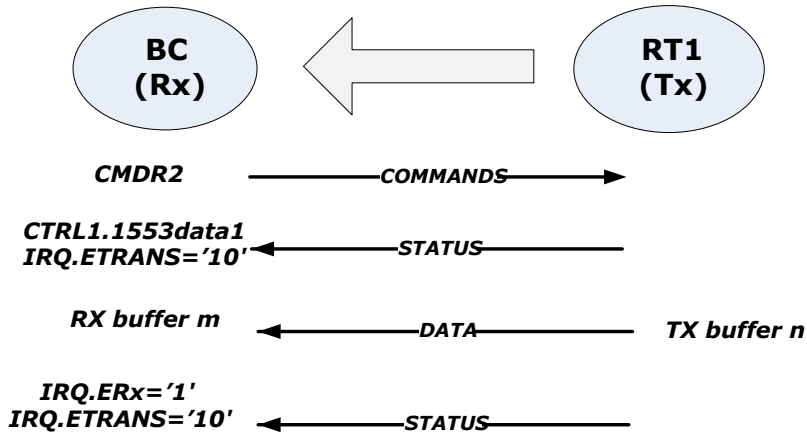 BC
(Rx)
RT1
(Tx)
CMDR2
COMMANDS
CTRL1.1553data1
IRQ.ETRANS=’10'
STATUS
RX buffer m
DATA
TX buffer n
IRQ.ERx=’1'
IRQ.ETRANS=’10'
STATUS